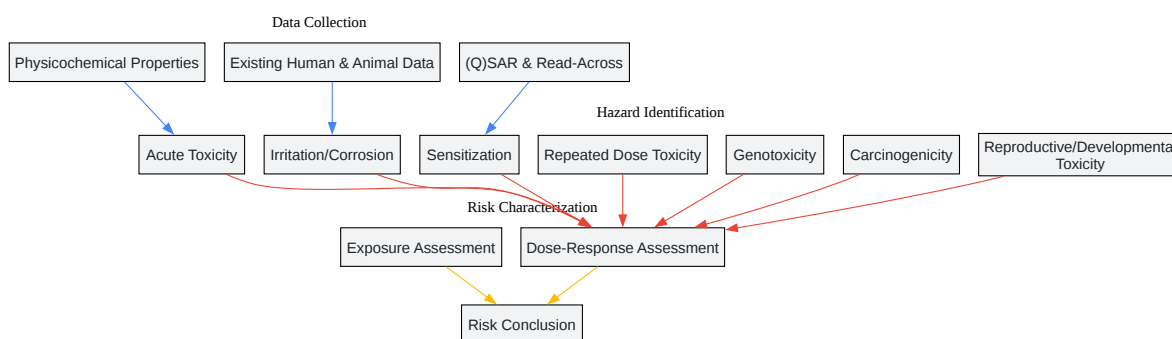 Data Collection
Physicochemical Properties
Existing Human & Animal Data
(Q)SAR & Read-Across
Hazard Identification
Acute Toxicity
Irritation/Corrosion
Sensitization
Repeated Dose Toxicity
Genotoxicity
Carcinogenicity
Reproductive/Developmenta
Toxicity
Risk Characterization
Exposure Assessment
Dose-Response Assessment
Risk Conclusion